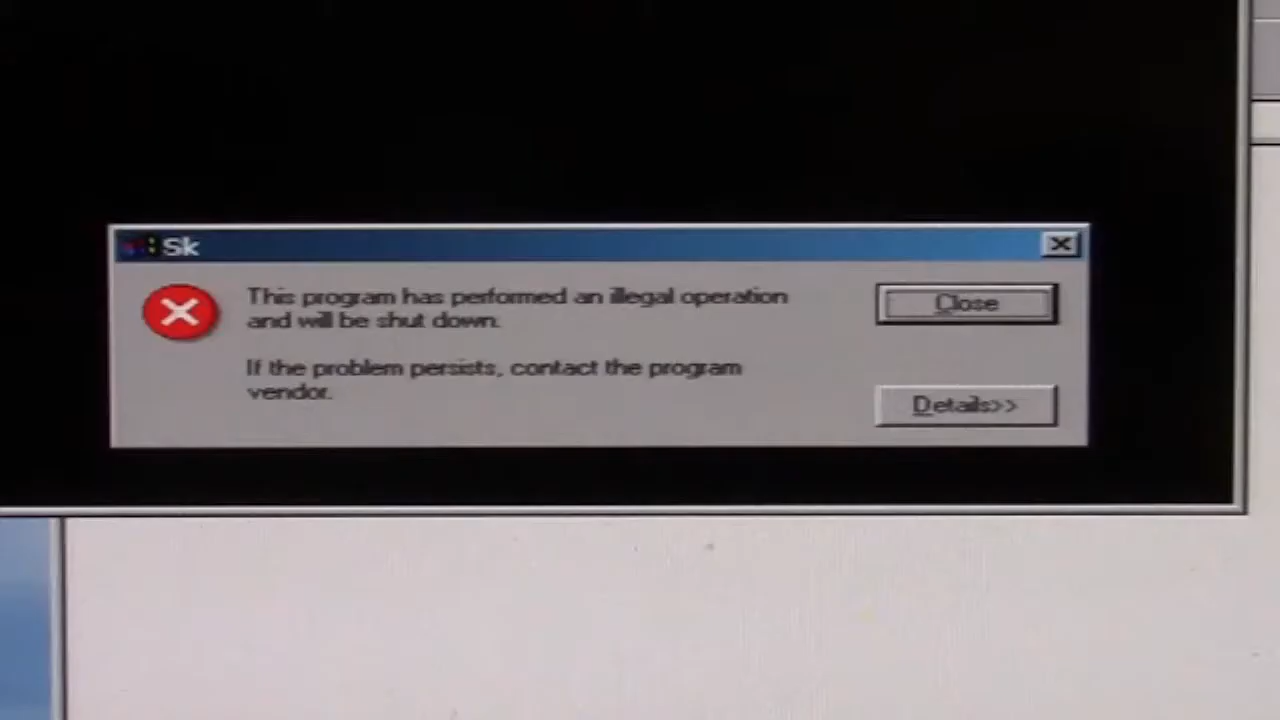 Sk
This program has performed an illegal operation
and will be shut down.
If the problem persists, contact the program
vendor.
Close
Details>>